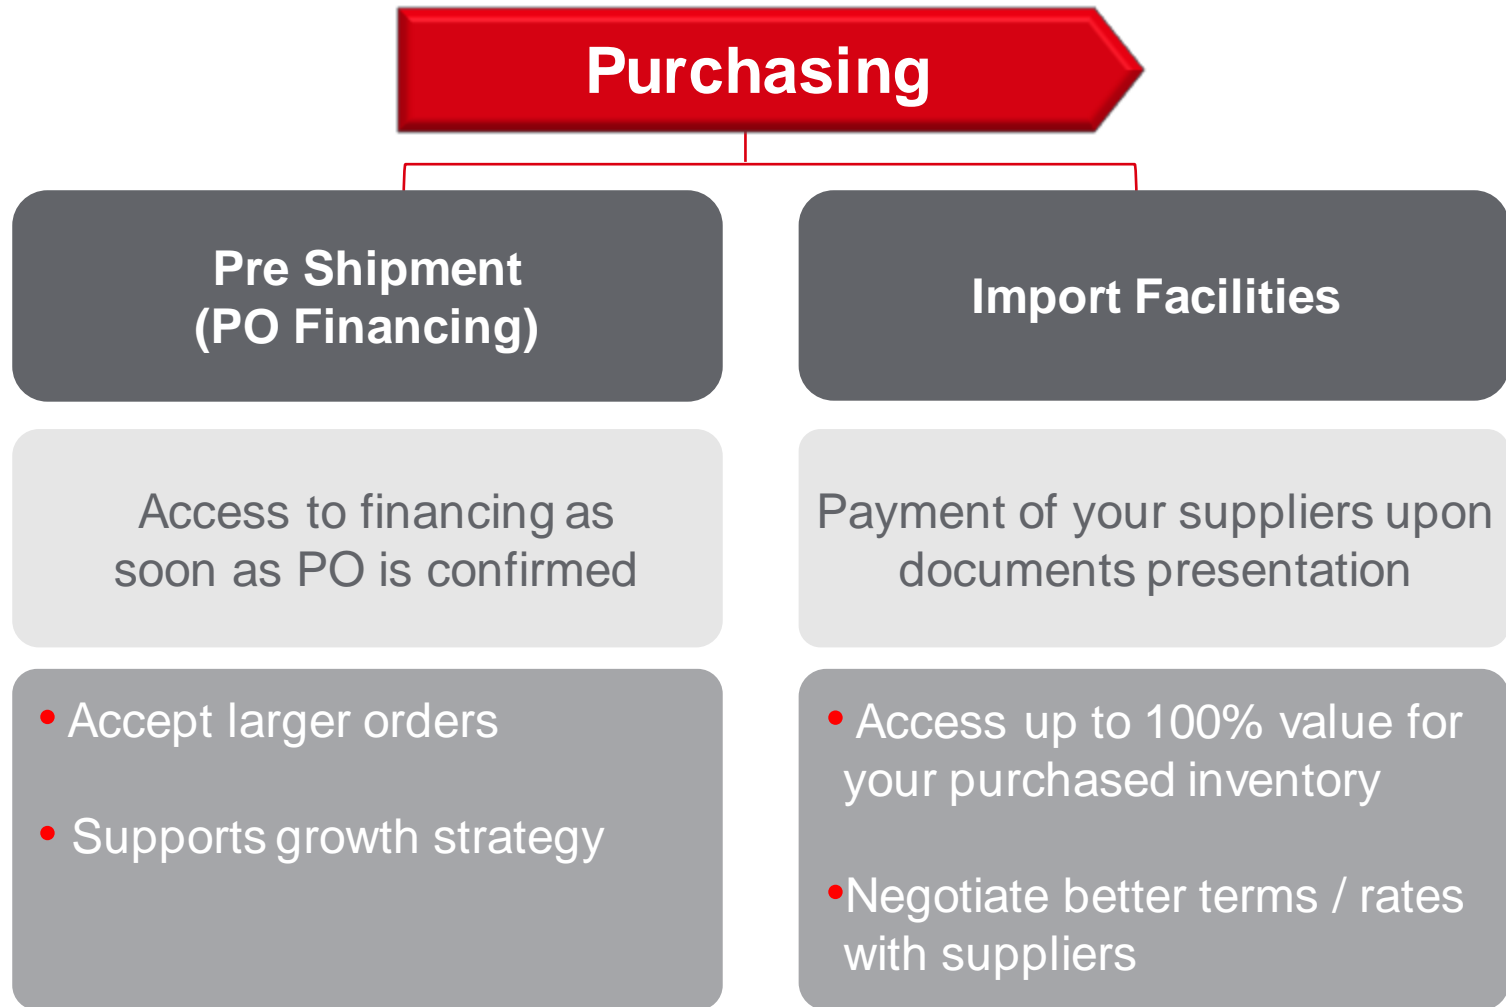 Purchasing
Pre Shipment
(PO Financing)
Access to financing as
soon as PO is confirmed
• Accept larger orders
• Supports growth strategy
Import Facilities
Payment of your suppliers upon
documents presentation
• Access up to 100% value for
your purchased inventory
•Negotiate better terms / rates
with suppliers